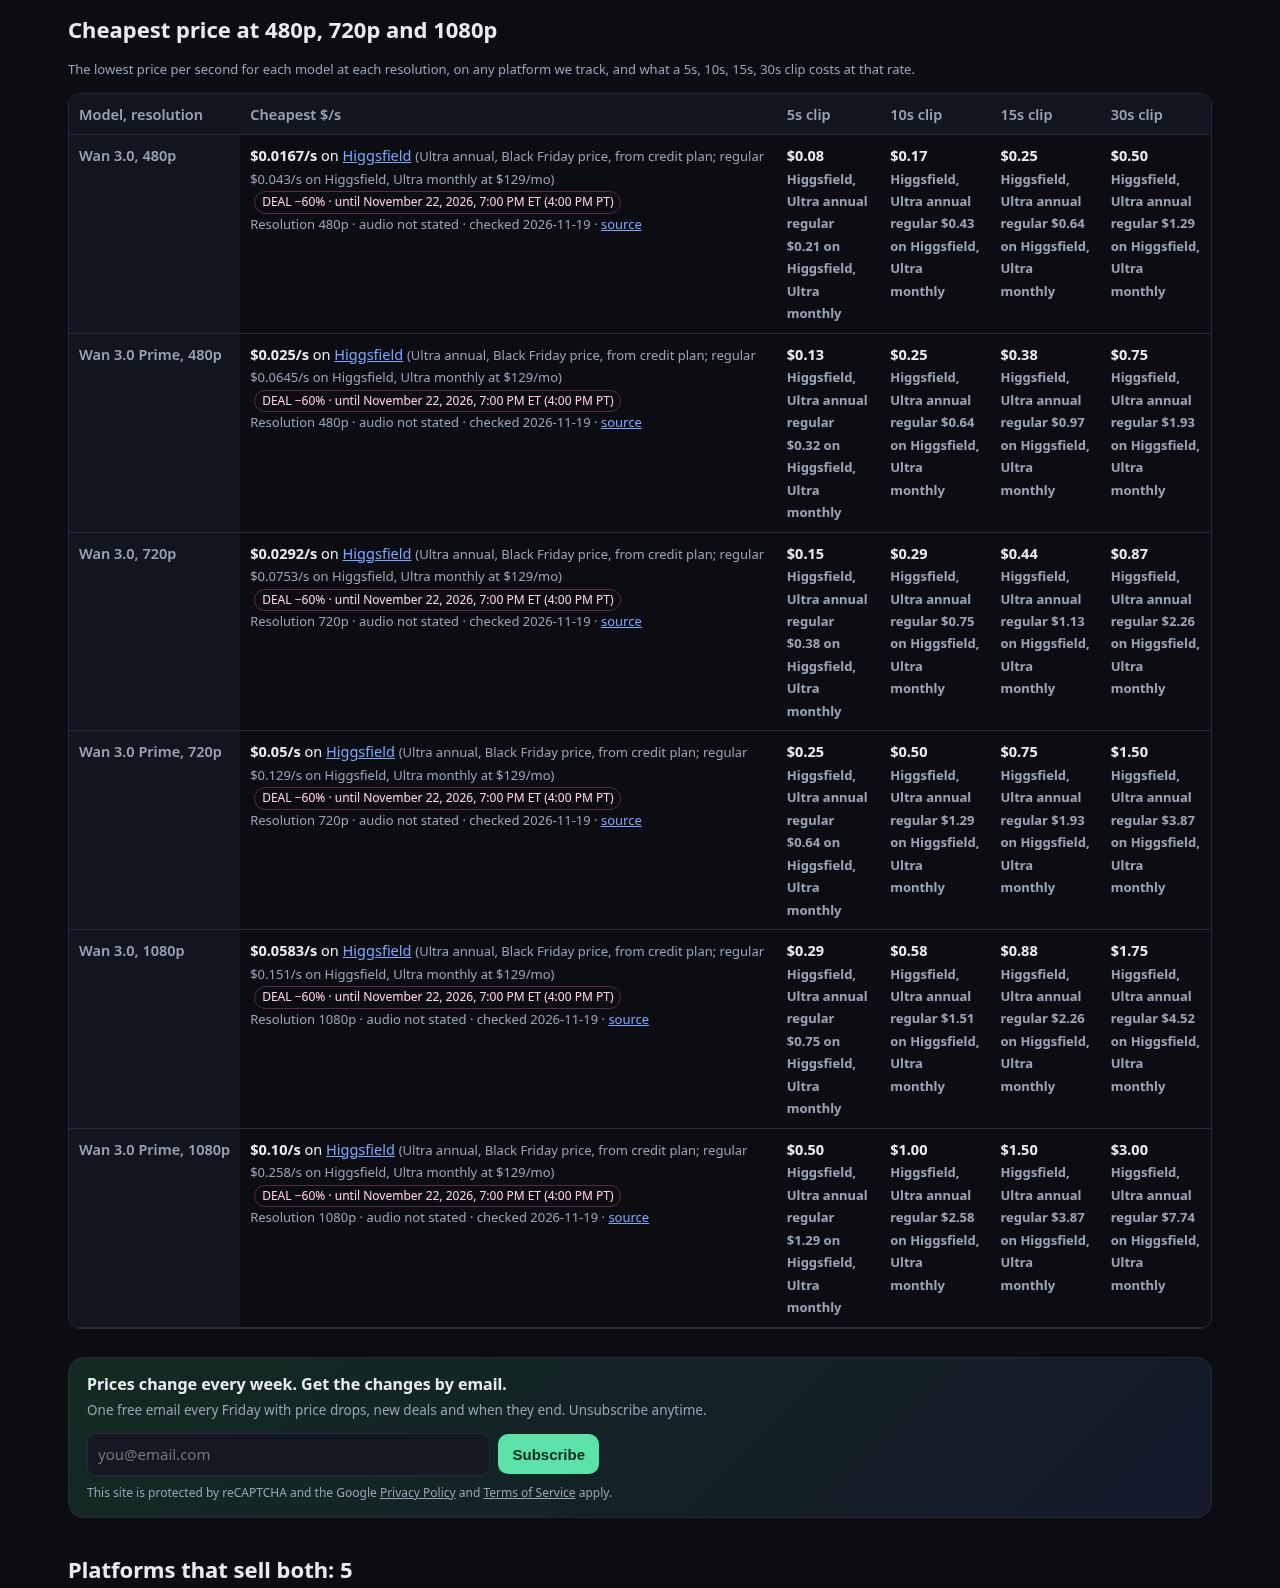 Cheapest price at 480p, 720p and 1080p
The lowest price per second for each model at each resolution, on any platform we track, and what a 5s, 10s, 15s, 30s clip costs at that rate.
Model, resolution
Cheapest $/s
5s clip
10s clip
15s clip
30s clip
Wan 3.0, 480p
$0.0167/s on Higgsfield (Ultra annual, Black Friday price, from credit plan; regular
$0.043/s on Higgsfield, Ultra monthly at $129/mo)
DEAL −60% · until November 22, 2026, 7:00 PM ET (4:00 PM PT)
Resolution 480p · audio not stated · checked 2026-11-19 · source
$0.08
Higgsfield,
Ultra annual
regular
$0.21 on
Higgsfield,
Ultra
monthly
$0.17
Higgsfield,
Ultra annual
regular $0.43
on Higgsfield,
Ultra
monthly
$0.25
Higgsfield,
Ultra annual
regular $0.64
on Higgsfield,
Ultra
monthly
$0.50
Higgsfield,
Ultra annual
regular $1.29
on Higgsfield,
Ultra
monthly
Wan 3.0 Prime, 480p
$0.025/s on Higgsfield (Ultra annual, Black Friday price, from credit plan; regular
$0.0645/s on Higgsfield, Ultra monthly at $129/mo)
DEAL −60% · until November 22, 2026, 7:00 PM ET (4:00 PM PT)
Resolution 480p · audio not stated · checked 2026-11-19 · source
$0.13
Higgsfield,
Ultra annual
regular
$0.32 on
Higgsfield,
Ultra
monthly
$0.25
Higgsfield,
Ultra annual
regular $0.64
on Higgsfield,
Ultra
monthly
$0.38
Higgsfield,
Ultra annual
regular $0.97
on Higgsfield,
Ultra
monthly
$0.75
Higgsfield,
Ultra annual
regular $1.93
on Higgsfield,
Ultra
monthly
Wan 3.0, 720p
$0.0292/s on Higgsfield (Ultra annual, Black Friday price, from credit plan; regular
$0.0753/s on Higgsfield, Ultra monthly at $129/mo)
DEAL −60% · until November 22, 2026, 7:00 PM ET (4:00 PM PT)
Resolution 720p · audio not stated · checked 2026-11-19 · source
$0.15
Higgsfield,
Ultra annual
regular
$0.38 on
Higgsfield,
Ultra
monthly
$0.29
Higgsfield,
Ultra annual
regular $0.75
on Higgsfield,
Ultra
monthly
$0.44
Higgsfield,
Ultra annual
regular $1.13
on Higgsfield,
Ultra
monthly
$0.87
Higgsfield,
Ultra annual
regular $2.26
on Higgsfield,
Ultra
monthly
Wan 3.0 Prime, 720p
$0.05/s on Higgsfield (Ultra annual, Black Friday price, from credit plan; regular
$0.129/s on Higgsfield, Ultra monthly at $129/mo)
DEAL −60% · until November 22, 2026, 7:00 PM ET (4:00 PM PT)
Resolution 720p · audio not stated · checked 2026-11-19 · source
$0.25
Higgsfield,
Ultra annual
regular
$0.64 on
Higgsfield,
Ultra
monthly
$0.50
Higgsfield,
Ultra annual
regular $1.29
on Higgsfield,
Ultra
monthly
$0.75
Higgsfield,
Ultra annual
regular $1.93
on Higgsfield,
Ultra
monthly
$1.50
Higgsfield,
Ultra annual
regular $3.87
on Higgsfield,
Ultra
monthly
Wan 3.0, 1080p
$0.0583/s on Higgsfield (Ultra annual, Black Friday price, from credit plan; regular
$0.151/s on Higgsfield, Ultra monthly at $129/mo)
DEAL −60% · until November 22, 2026, 7:00 PM ET (4:00 PM PT)
Resolution 1080p · audio not stated · checked 2026-11-19 · source
$0.29
Higgsfield,
Ultra annual
regular
$0.75 on
Higgsfield,
Ultra
monthly
$0.58
Higgsfield,
Ultra annual
regular $1.51
on Higgsfield,
Ultra
monthly
$0.88
Higgsfield,
Ultra annual
regular $2.26
on Higgsfield,
Ultra
monthly
$1.75
Higgsfield,
Ultra annual
regular $4.52
on Higgsfield,
Ultra
monthly
Wan 3.0 Prime, 1080p
$0.10/s on Higgsfield (Ultra annual, Black Friday price, from credit plan; regular
$0.258/s on Higgsfield, Ultra monthly at $129/mo)
DEAL −60% · until November 22, 2026, 7:00 PM ET (4:00 PM PT)
Resolution 1080p · audio not stated · checked 2026-11-19 · source
$0.50
Higgsfield,
Ultra annual
regular
$1.29 on
Higgsfield,
Ultra
monthly
$1.00
Higgsfield,
Ultra annual
regular $2.58
on Higgsfield,
Ultra
monthly
$1.50
Higgsfield,
Ultra annual
regular $3.87
on Higgsfield,
Ultra
monthly
$3.00
Higgsfield,
Ultra annual
regular $7.74
on Higgsfield,
Ultra
monthly
Prices change every week. Get the changes by email.
One free email every Friday with price drops, new deals and when they end. Unsubscribe anytime.
you@email.com
Subscribe
This site is protected by reCAPTCHA and the Google Privacy Policy and Terms of Service apply.
Platforms that sell both: 5